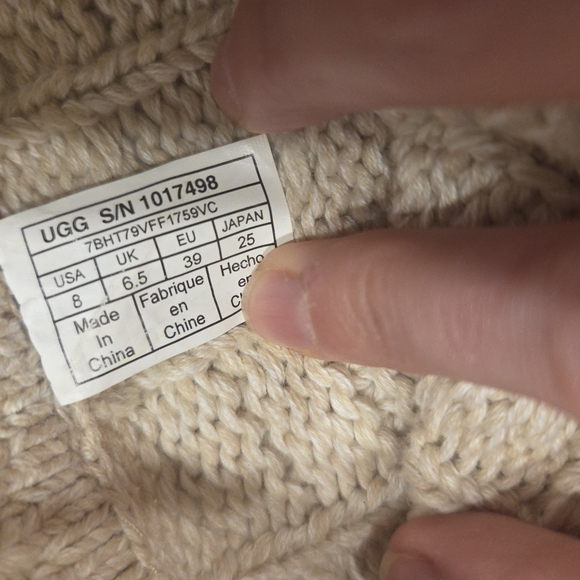 UGG S/N 1017498
7BHT79VFF1759VC
USA UK EU JAPAN
8 6.5 39 25
Made Fabrique Hecho
In en
China Chine